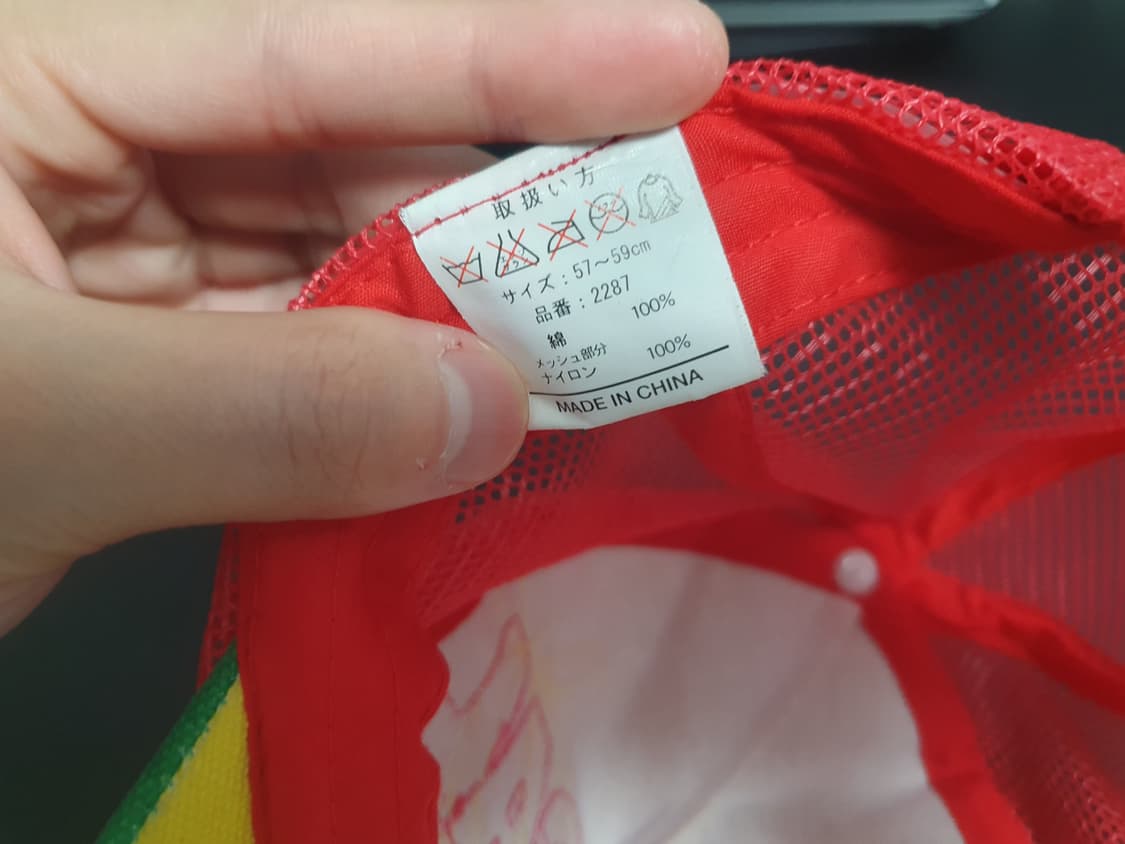 取扱い方
サイズ：57～59cm
品番：2287
綿 100%
メッシュ部分
ナイロン 100%
MADE IN CHINA